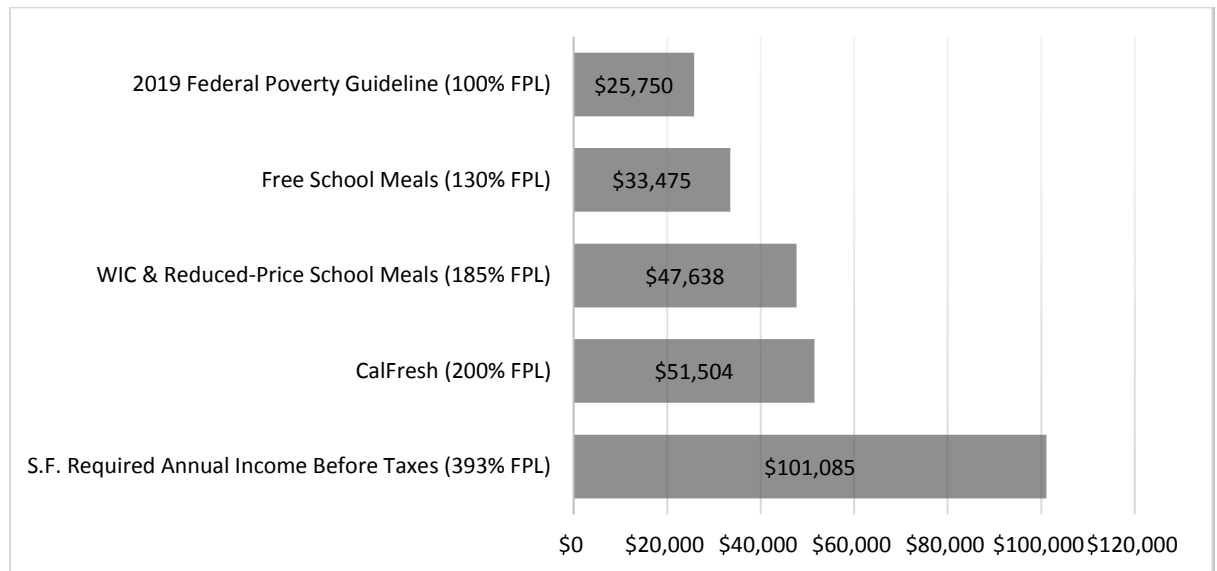 2019 Federal Poverty Guideline (100% FPL)
$25,750
Free School Meals (130% FPL)
$33,475
WIC & Reduced-Price School Meals (185% FPL)
$47,638
CalFresh (200% FPL)
$51,504
S.F. Required Annual Income Before Taxes (393% FPL)
$101,085
$0 $20,000 $40,000 $60,000 $80,000 $100,000 $120,000